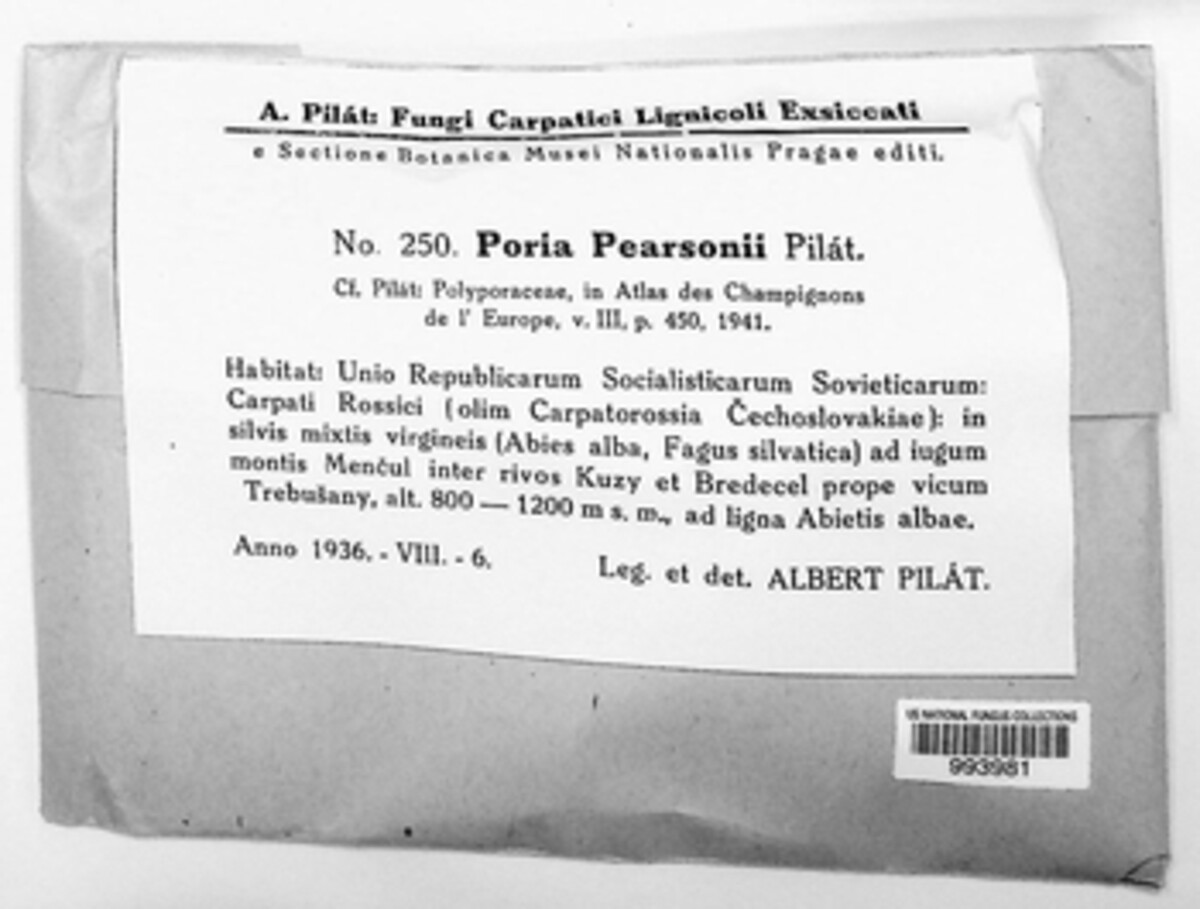 A. Pilát: Fungi Carpatici Lignicoli Exsiccati
e Sectione Botanica Musei Nationalis Pragae editi.
No. 250. Poria Pearsonii Pilát.
Cf. Pilát: Polyporaceae, in Atlas des Champignons
de l' Europe, v. III, p. 450, 1941.
Habitat: Unio Republicarum Socialisticarum Sovieticarum:
Carpati Rossici (olim Carpatorossia Čechoslovakiae): in
silvis mixtis virgineis (Abies alba, Fagus silvatica) ad iugum
montis Menčul inter rivos Kuzy et Bredecel prope vicum
Trebušany, alt. 800 — 1200 m s. m., ad ligna Abietis albae.
Anno 1936. - VIII. - 6.
Leg. et det. ALBERT PILÁT.
US NATIONAL FUNGUS COLLECTIONS
993981